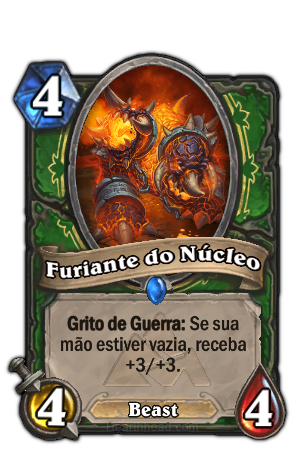 4
Furiante do Núcleo
Grito de Guerra: Se sua
mão estiver vazia, receba
+3/+3.
4
Beast
4